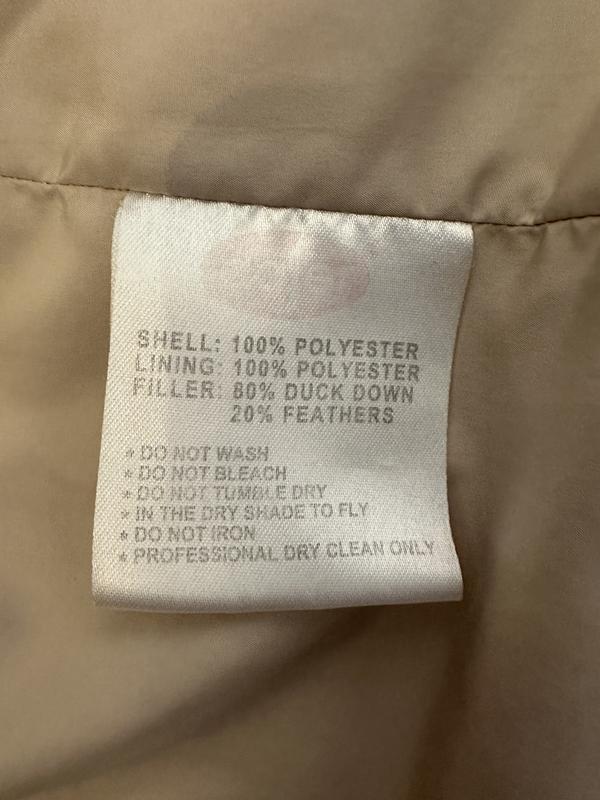 SHELL: 100% POLYESTER
LINING: 100% POLYESTER
FILLER: 80% DUCK DOWN
20% FEATHERS
* DO NOT WASH
* DO NOT BLEACH
* DO NOT TUMBLE DRY
* IN THE DRY SHADE TO FLY
* DO NOT IRON
* PROFESSIONAL DRY CLEAN ONLY